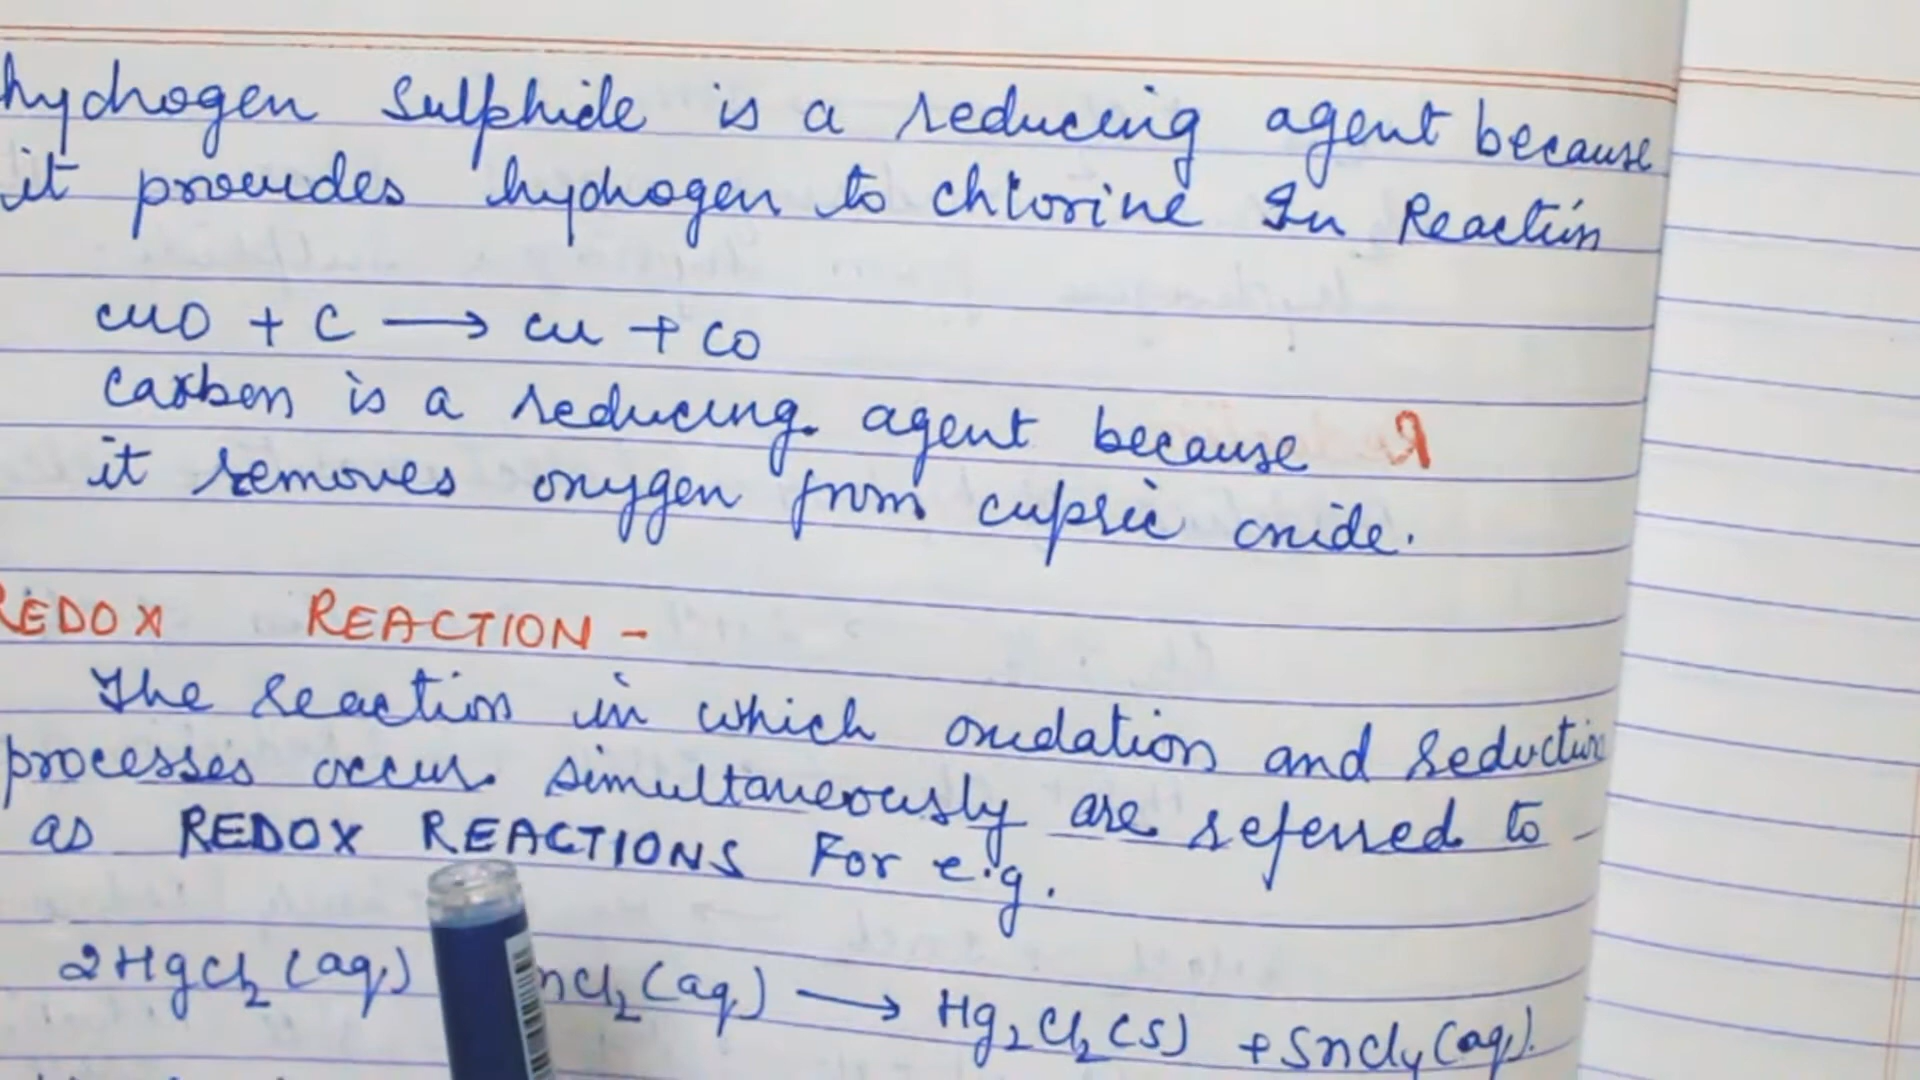 hydrogen sulphide is a reducing agent because
it provides hydrogen to chlorine In Reaction
CuO + C ⟶ Cu + CO
Carbon is a reducing agent because
it removes oxygen from cupric oxide.
REDOX REACTION -
The reaction in which oxidation and reduction
processes occur simultaneously are referred to -
as REDOX REACTIONS For e.g.
2HgCl₂ (aq) nCl₂ (aq) ⟶ Hg₂Cl₂(s) + SnCl₄ (aq).